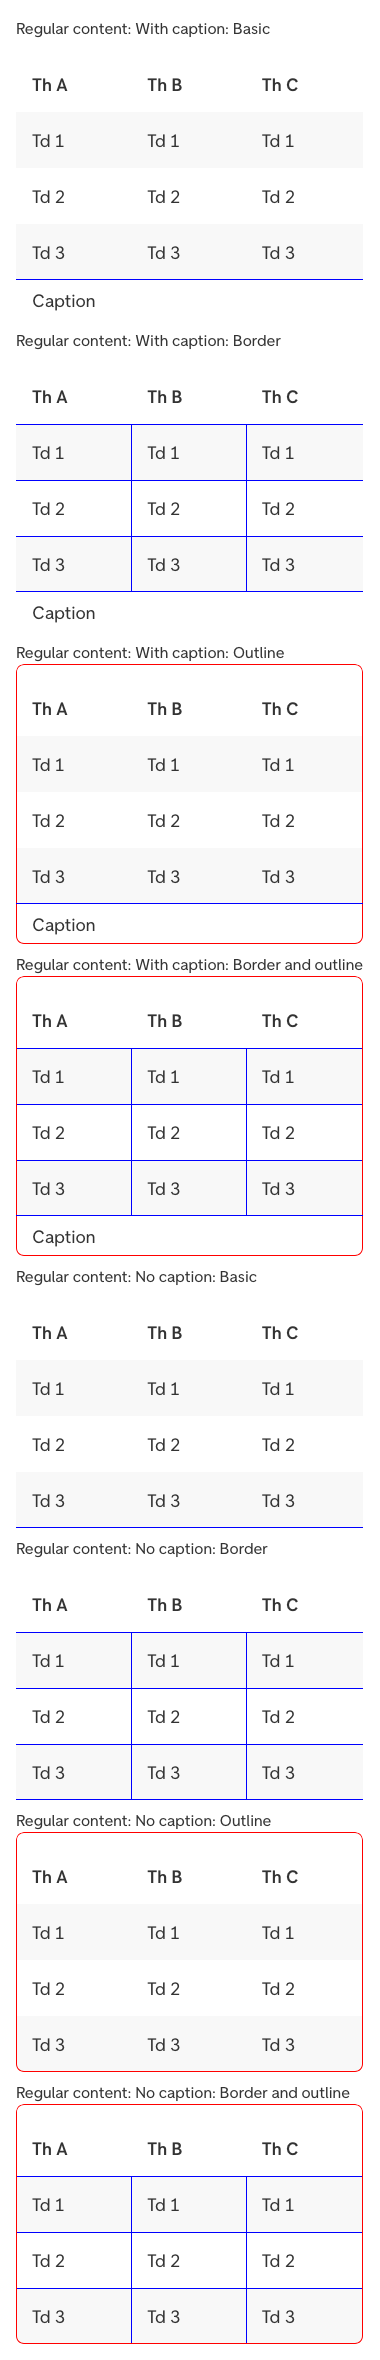 Regular content: With caption: Basic
Th A Th B Th C
Td 1 Td 1 Td 1
Td 2 Td 2 Td 2
Td 3 Td 3 Td 3
Caption
Regular content: With caption: Border
Th A Th B Th C
Td 1 Td 1 Td 1
Td 2 Td 2 Td 2
Td 3 Td 3 Td 3
Caption
Regular content: With caption: Outline
Th A Th B Th C
Td 1 Td 1 Td 1
Td 2 Td 2 Td 2
Td 3 Td 3 Td 3
Caption
Regular content: With caption: Border and outline
Th A Th B Th C
Td 1 Td 1 Td 1
Td 2 Td 2 Td 2
Td 3 Td 3 Td 3
Caption
Regular content: No caption: Basic
Th A Th B Th C
Td 1 Td 1 Td 1
Td 2 Td 2 Td 2
Td 3 Td 3 Td 3
Regular content: No caption: Border
Th A Th B Th C
Td 1 Td 1 Td 1
Td 2 Td 2 Td 2
Td 3 Td 3 Td 3
Regular content: No caption: Outline
Th A Th B Th C
Td 1 Td 1 Td 1
Td 2 Td 2 Td 2
Td 3 Td 3 Td 3
Regular content: No caption: Border and outline
Th A Th B Th C
Td 1 Td 1 Td 1
Td 2 Td 2 Td 2
Td 3 Td 3 Td 3